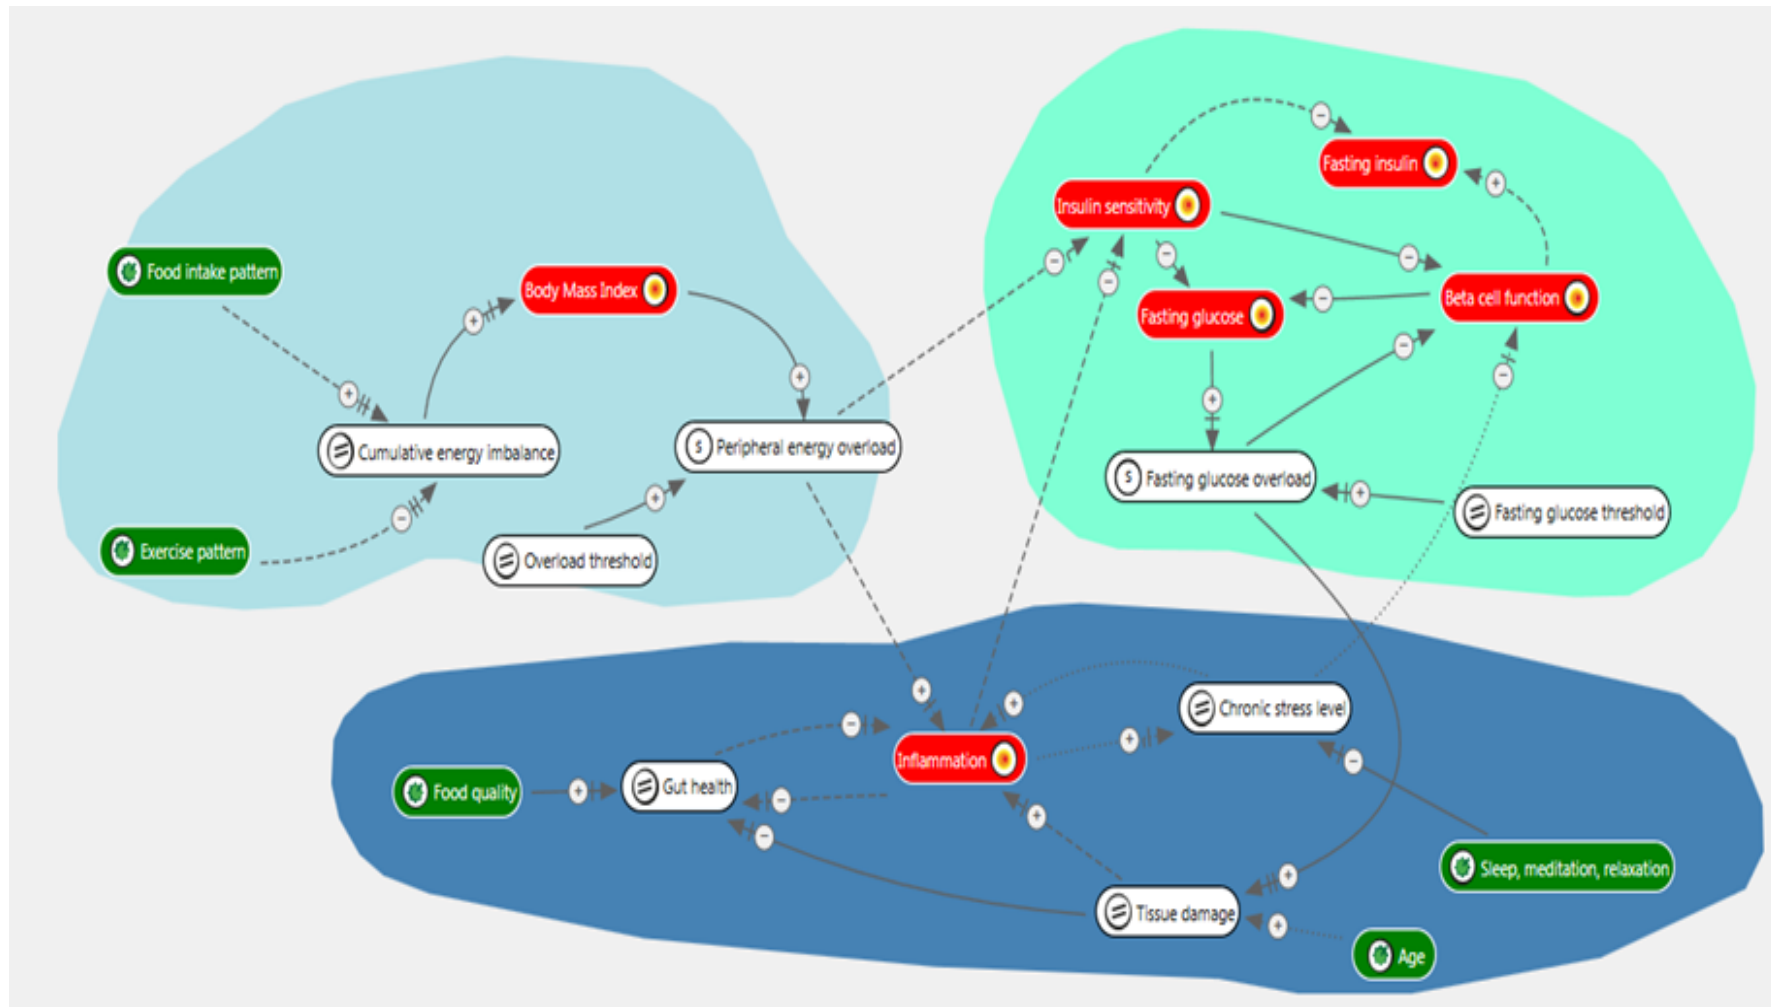 Fasting insulin
Insulin sensitivity
Food intake pattern
Body Mass Index
Fasting glucose
Beta cell function
Cumulative energy imbalance
Peripheral energy overload
S
Fasting glucose overload
S
Fasting glucose threshold
Exercise pattern
Overload threshold
Chronic stress level
Inflammation
Food quality
Gut health
Sleep, meditation, relaxation
Tissue damage
Age